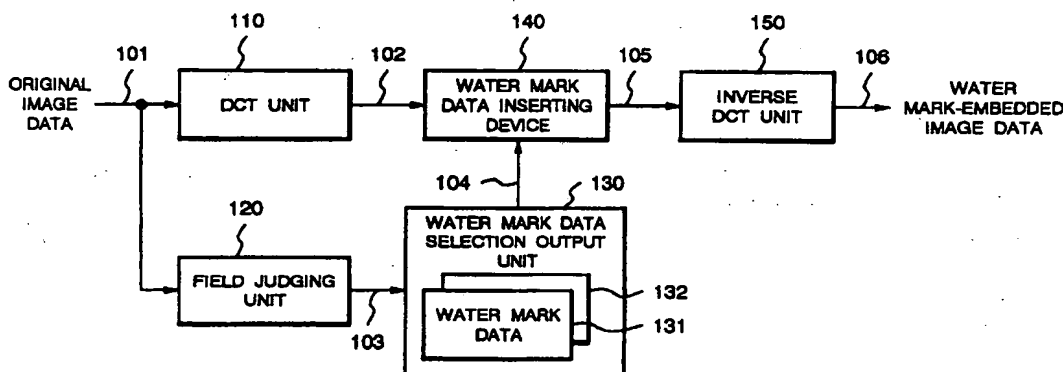 110
140
150
101
102
105
106
ORIGINAL
IMAGE
DATA
DCT UNIT
WATER MARK
DATA INSERTING
DEVICE
INVERSE
DCT UNIT
WATER
MARK-EMBEDDED
IMAGE DATA
104
130
120
WATER MARK DATA
SELECTION OUTPUT
UNIT
FIELD JUDGING
UNIT
103
132
WATER MARK
DATA
131